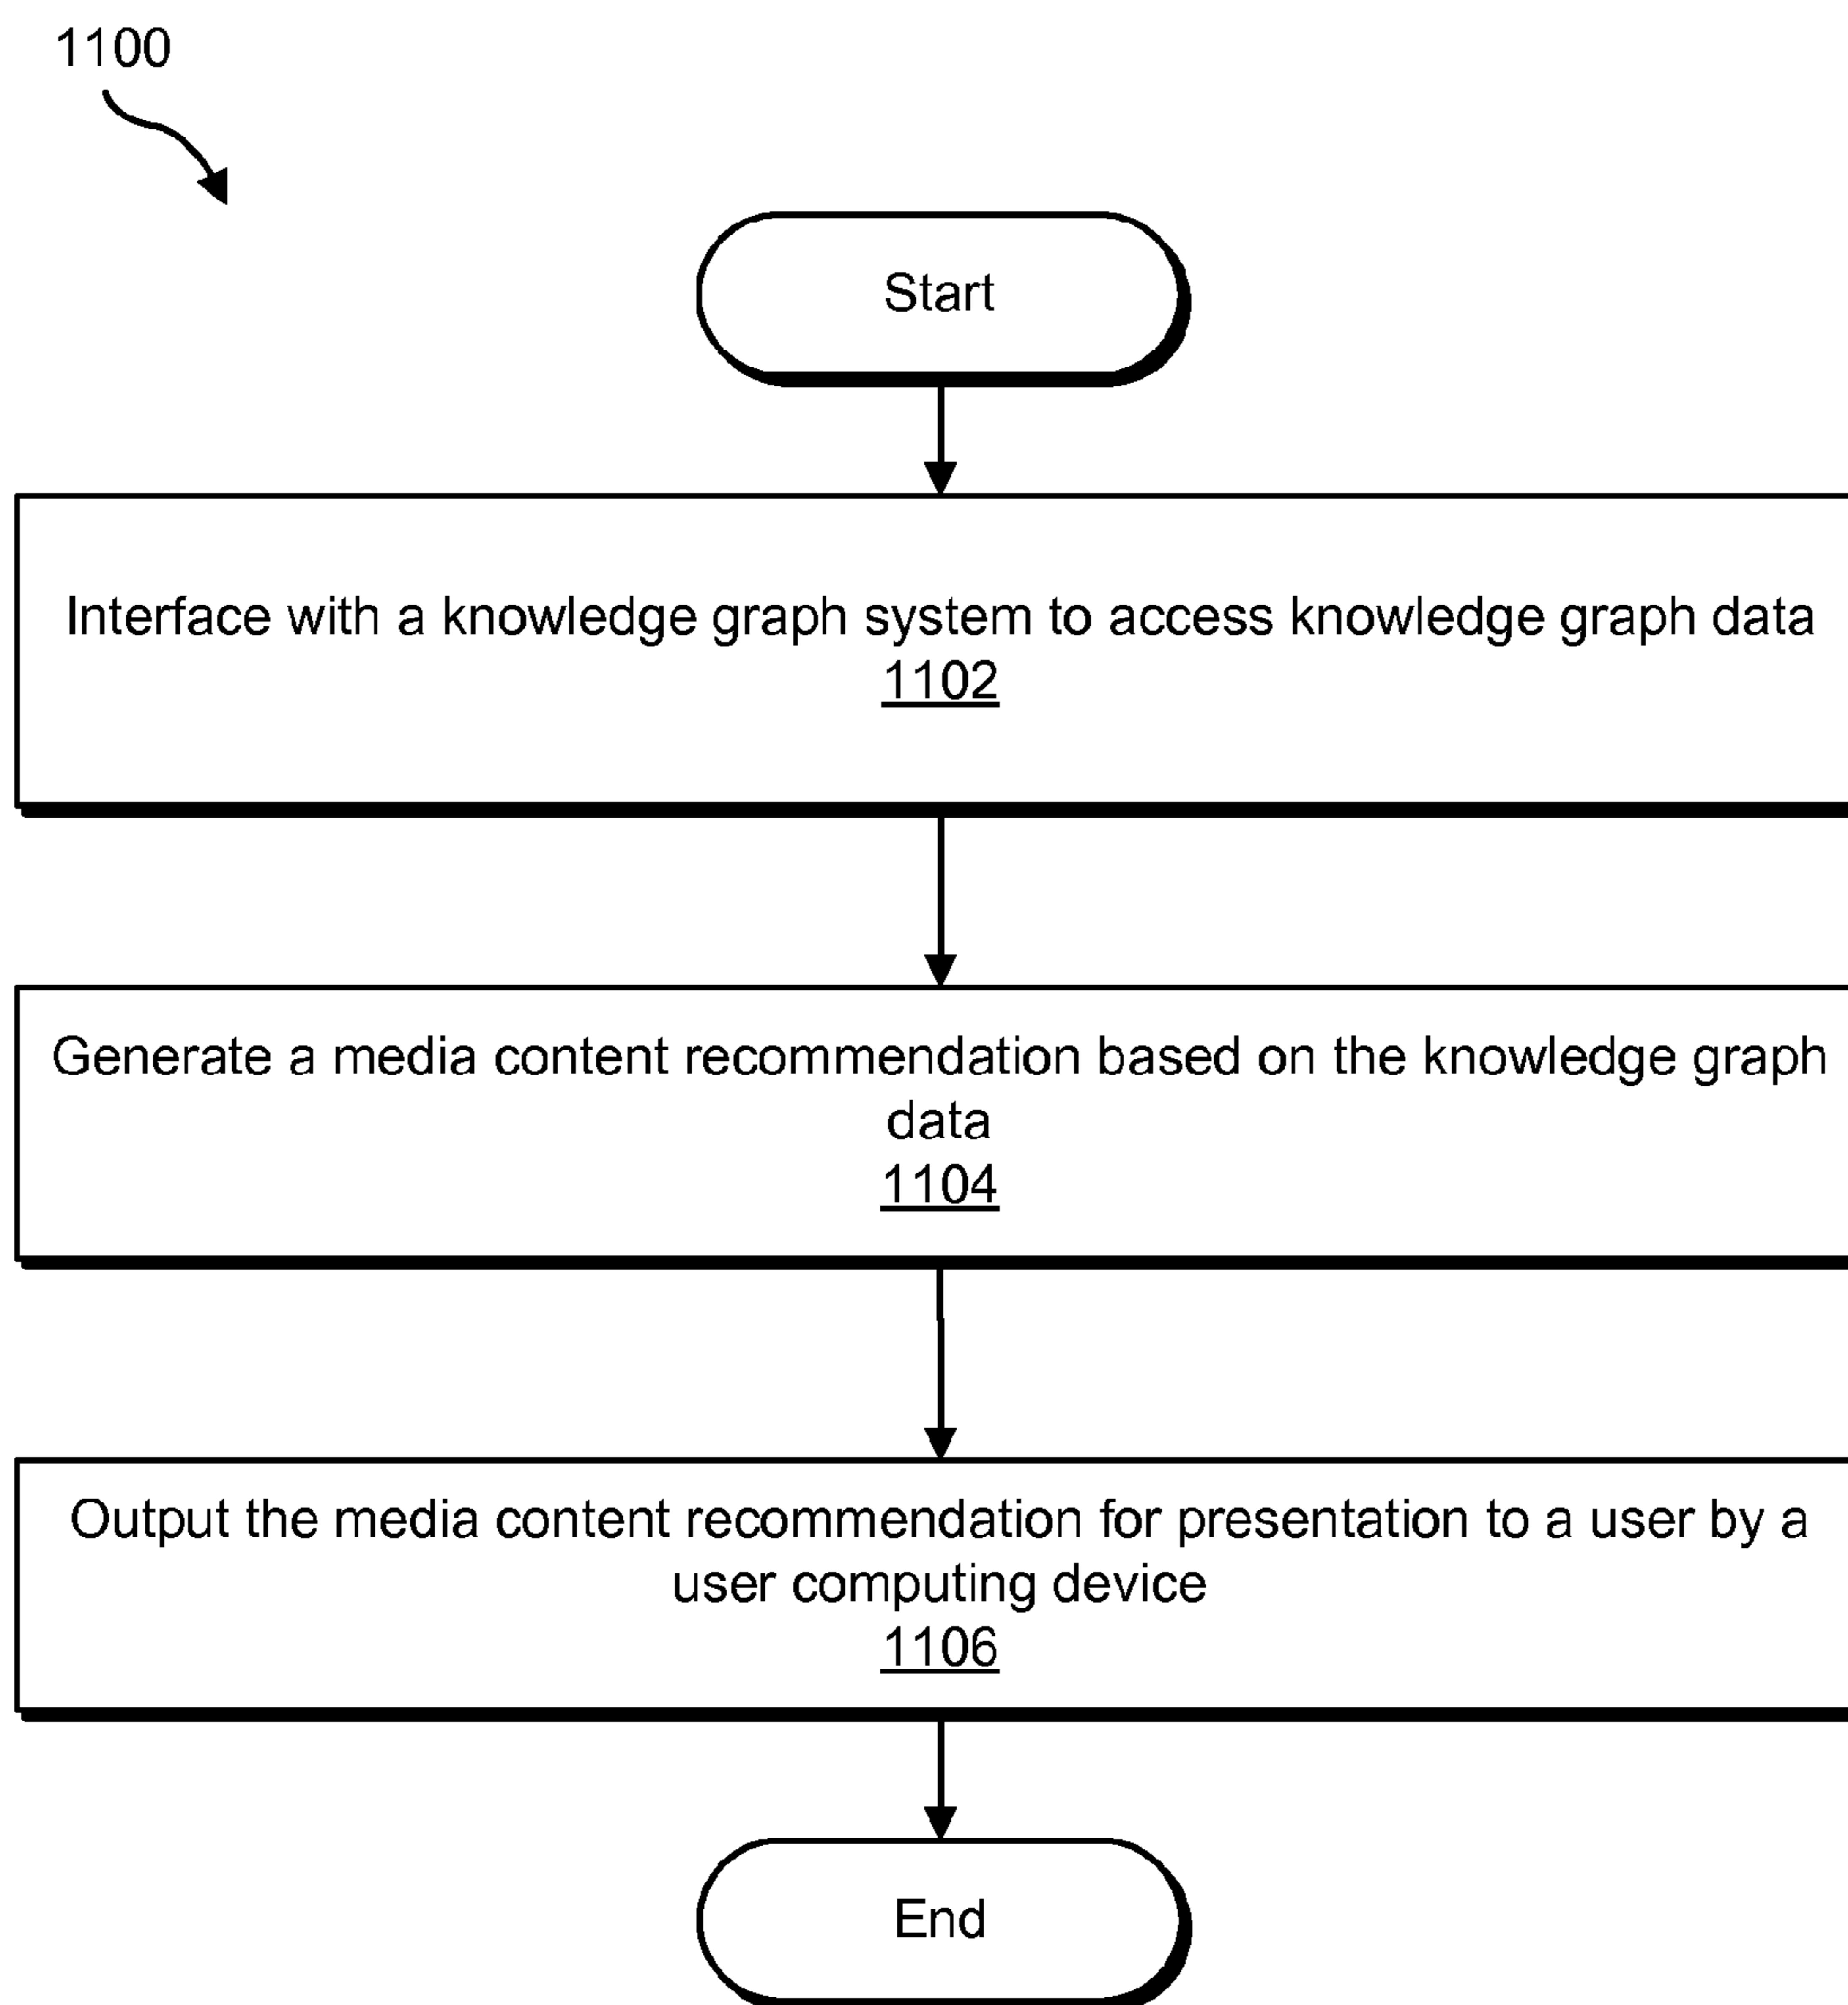 1100
Start
Interface with a knowledge graph system to access knowledge graph data
1102
Generate a media content recommendation based on the knowledge graph
data
1104
Output the media content recommendation for presentation to a user by a
user computing device
1106
End